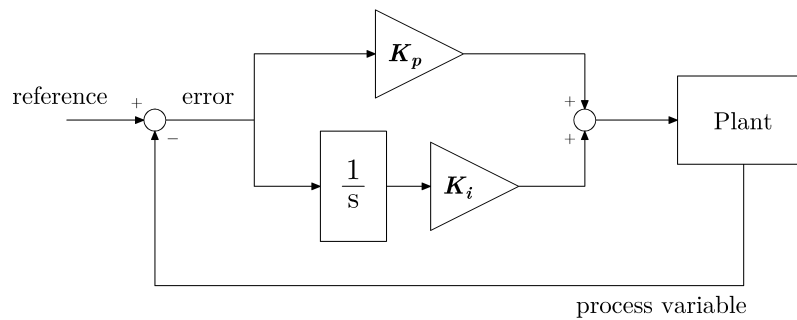 reference
+
−
error
K_p
1
s
K_i
+
+
Plant
process variable